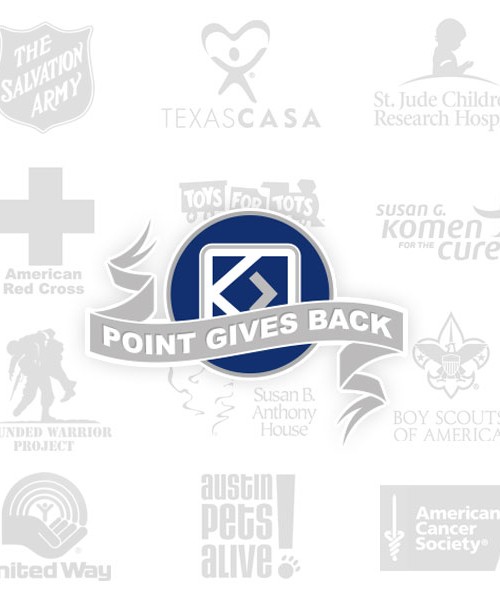 THE
SALVATION
ARMY
TEXASCASA
St. Jude Childre
Research Hosp
American
Red Cross
TOYS FOR TOTS
SUSAN G.
Komen
FOR THE cure
POINT GIVES BACK
UNDED WARRIOR
PROJECT
Susan B.
Anthony
House
BOY SCOUTS
OF AMERICA
United Way
austin
pets
alive!
American
Cancer
Society®